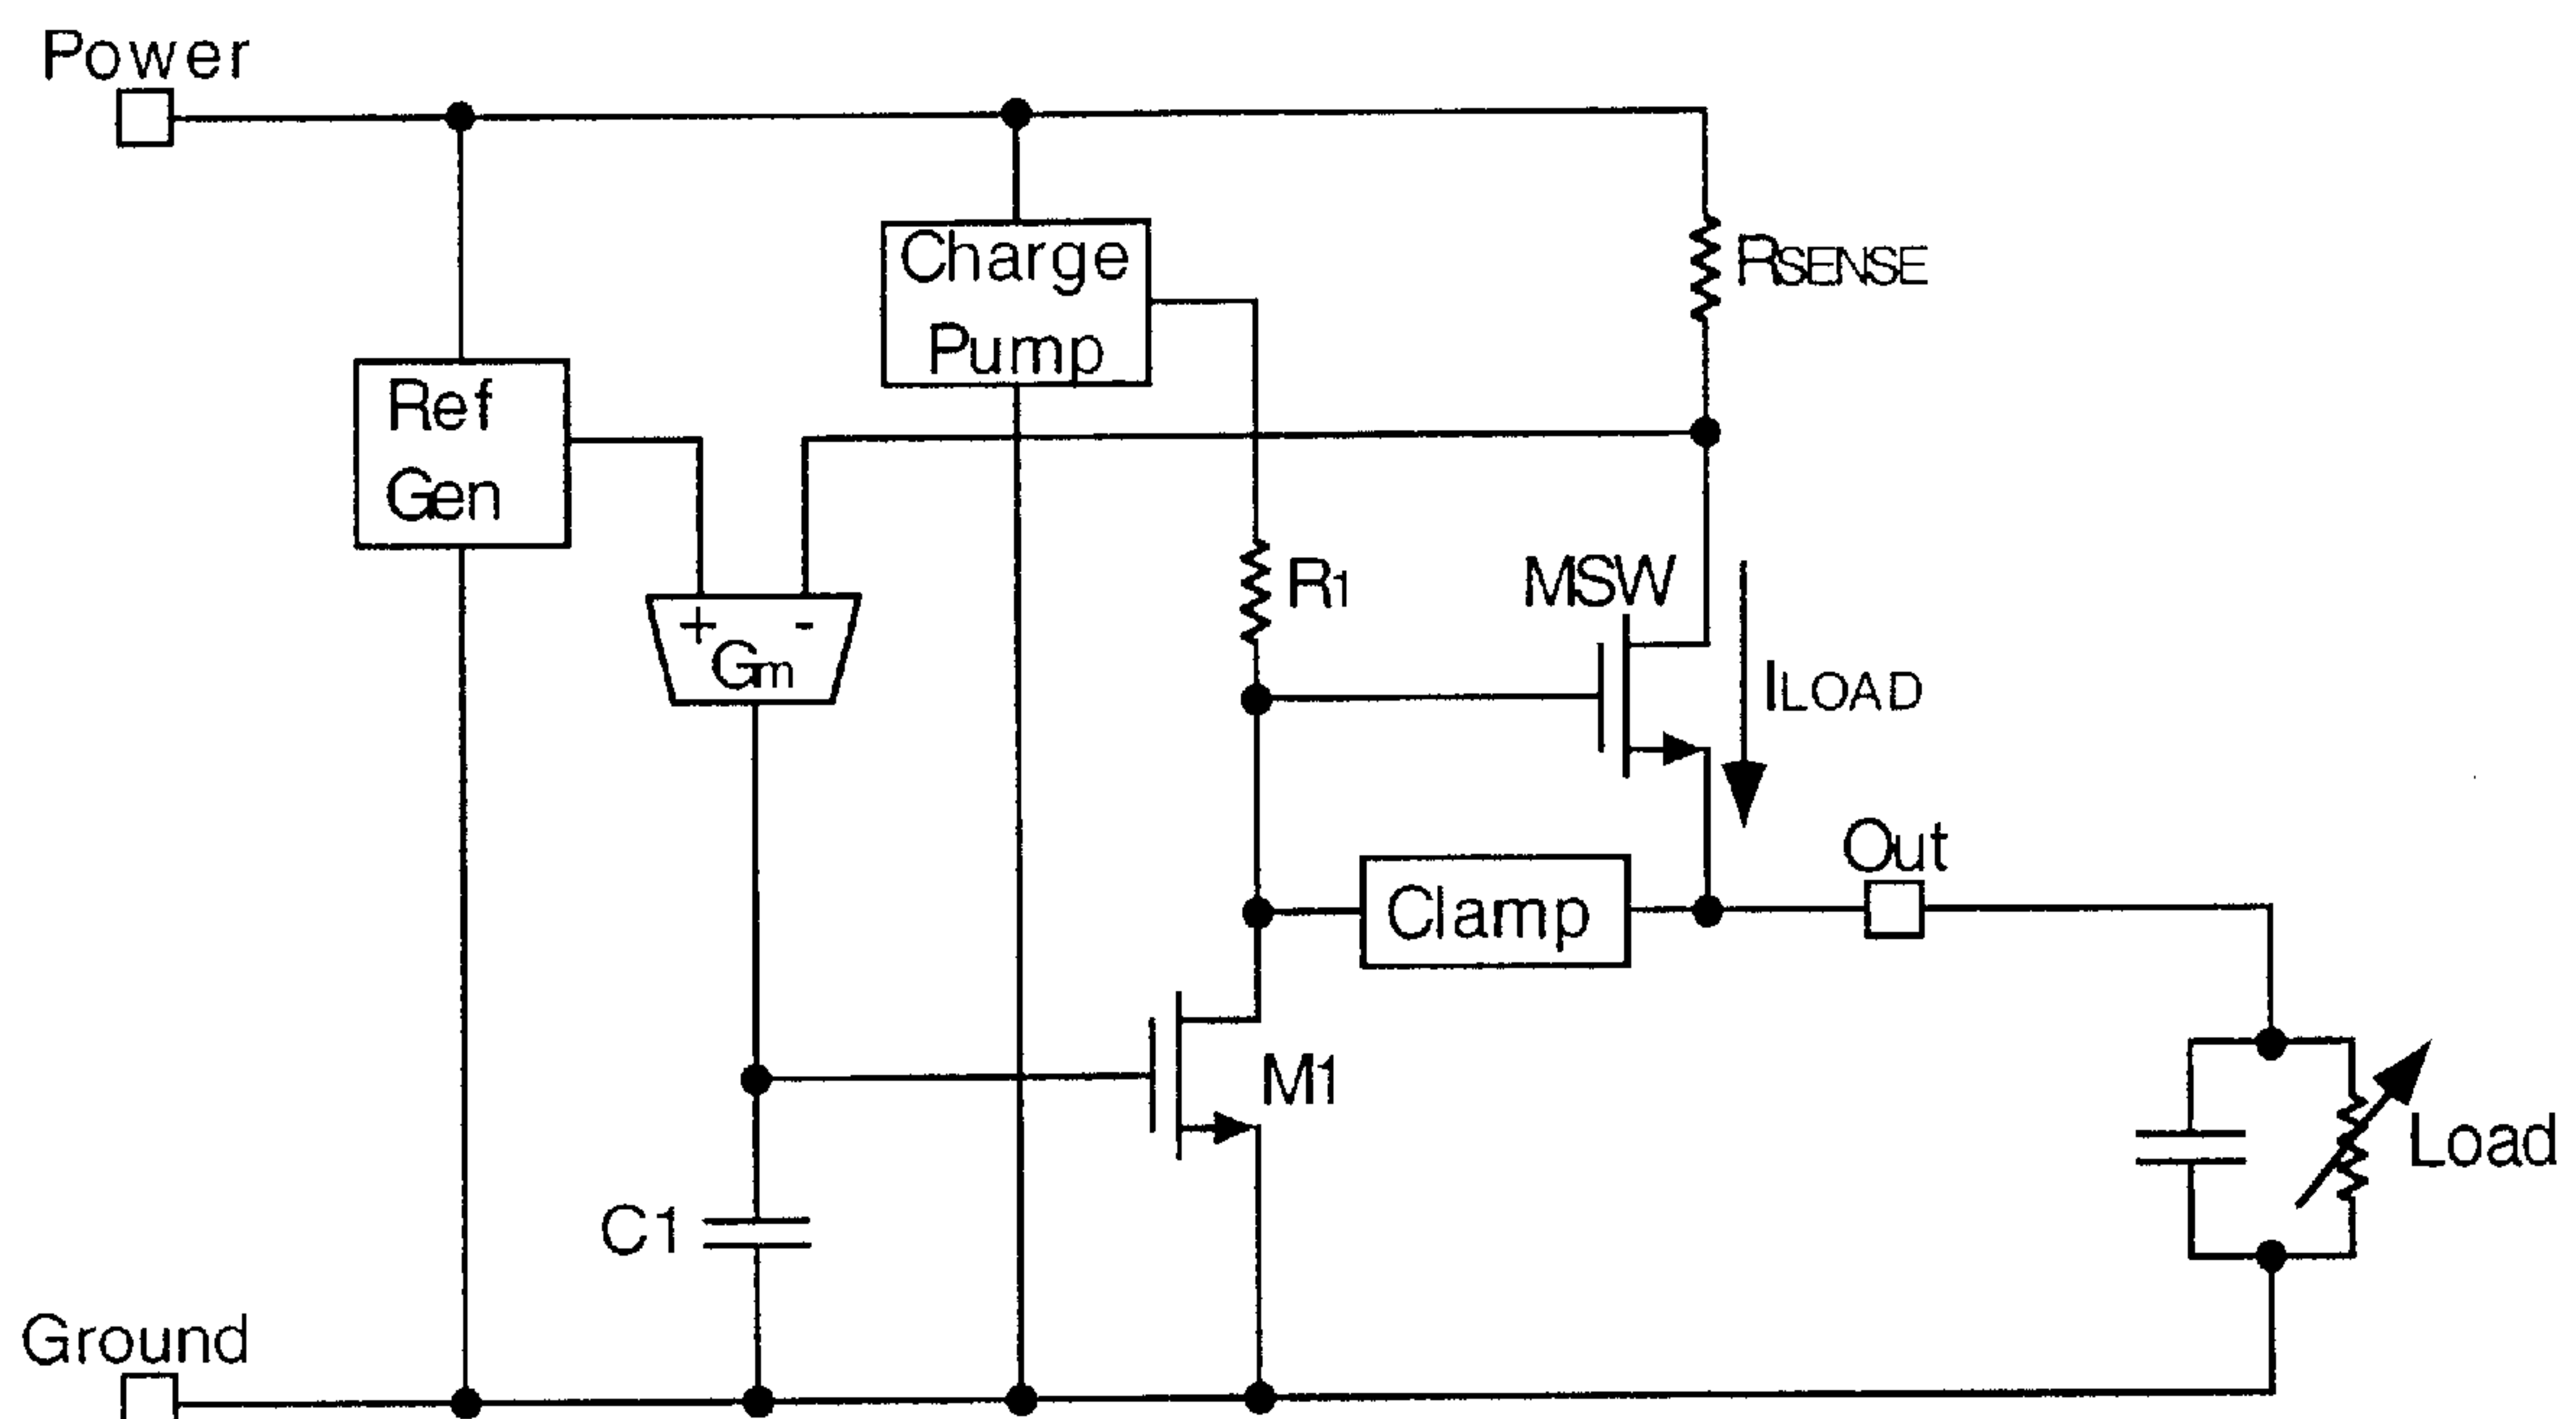 Power
Charge
Pump
RSENSE
Ref
Gen
+
-
Gm
R1
MSW
ILOAD
Out
Clamp
M1
Load
C1
Ground